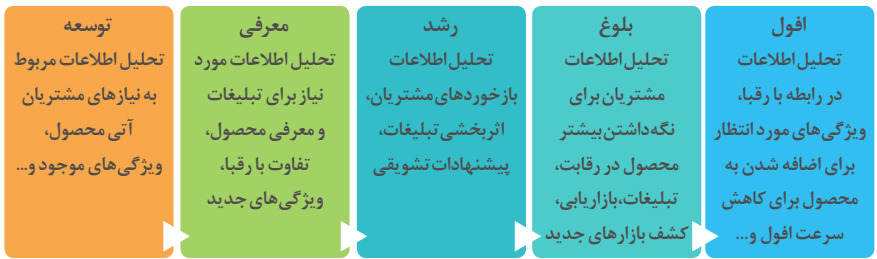 توسعه
تحلیل اطلاعات مربوط
به نیازهای مشتریان
آتی محصول،
ویژگی‌های موجود و...
معرفی
تحلیل اطلاعات مورد
نیاز برای تبلیغات
و معرفی محصول،
تفاوت با رقبا،
ویژگی‌های جدید
رشد
تحلیل اطلاعات
بازخوردهای مشتریان،
اثربخشی تبلیغات،
پیشنهادات تشویقی
بلوغ
تحلیل اطلاعات
مشتریان برای
نگه‌داشتن بیشتر
محصول در رقابت،
تبلیغات، بازاریابی،
کشف بازارهای جدید
افول
تحلیل اطلاعات
در رابطه با رقبا،
ویژگی‌های مورد انتظار
برای اضافه شدن به
محصول برای کاهش
سرعت افول و...